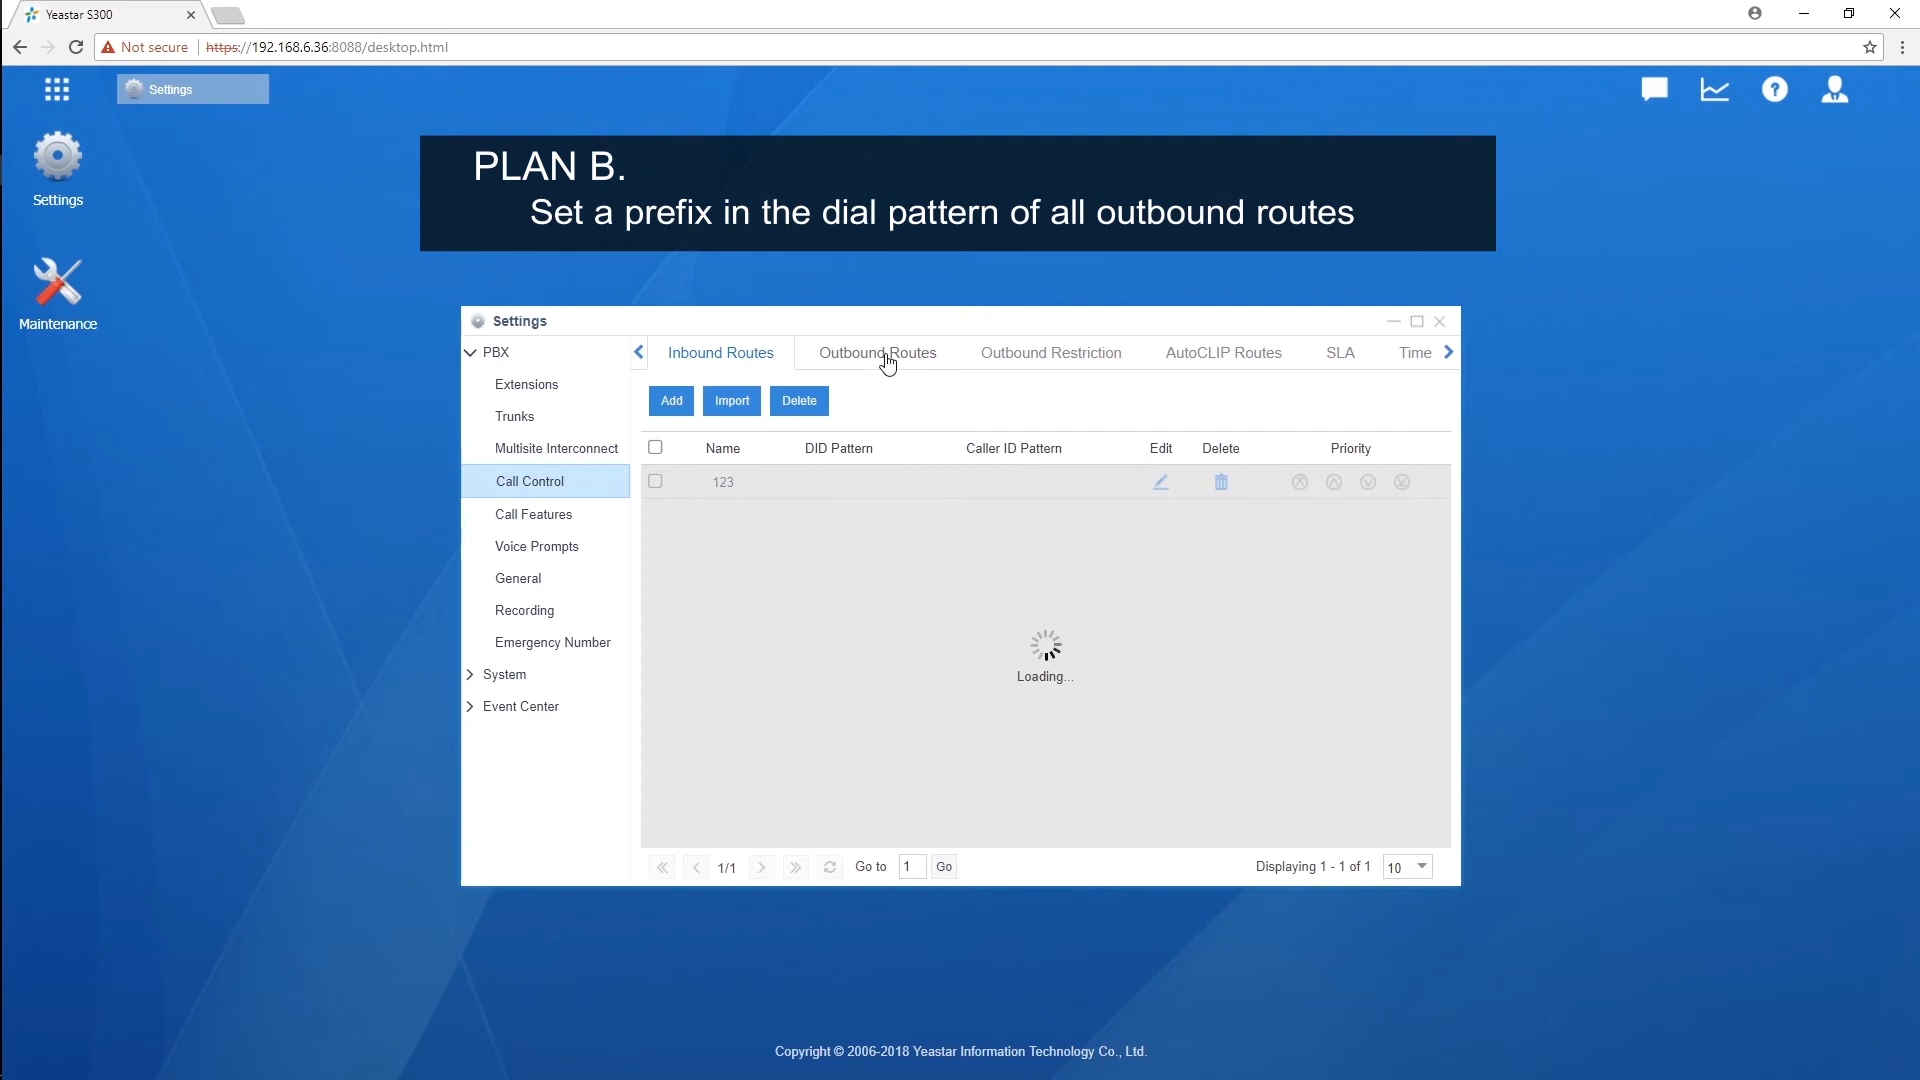 Yeastar S300
Not secure https://192.168.6.36:8088/desktop.html
Settings
Settings
Maintenance
PLAN B.
Set a prefix in the dial pattern of all outbound routes
Settings
PBX
Extensions
Trunks
Multisite Interconnect
Call Control
Call Features
Voice Prompts
General
Recording
Emergency Number
System
Event Center
Inbound Routes Outbound Routes Outbound Restriction AutoCLIP Routes SLA Time
Add Import Delete
Name DID Pattern Caller ID Pattern Edit Delete Priority
123
Loading...
1/1 Go to 1 Go Displaying 1 - 1 of 1 10
Copyright © 2006-2018 Yeastar Information Technology Co., Ltd.